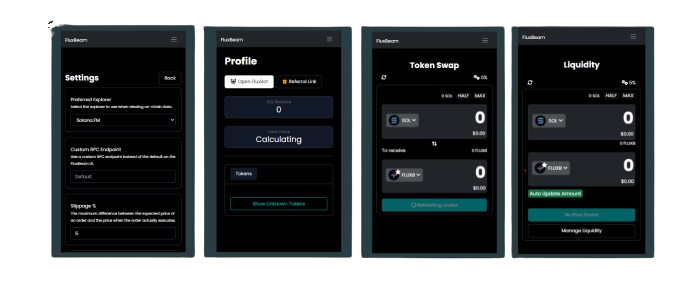 FluxBeam
Settings
Back
Preferred Explorer
Select the explorer to use when viewing on-chain data.
Solana.FM
Custom RPC Endpoint
Use a custom RPC endpoint instead of the default on the
FluxBeam UI.
Default
Slippage %
The maximum difference between the expected price of
an order and the price when the order actually executes.
5
FluxBeam
Profile
Open FluxBot
Referral Link
SOL Balance
0
Calculating
Tokens
Show Unknown Tokens
FluxBeam
Token Swap
5%
0 SOL HALF MAX
SOL
0
$0.00
To receive
0 FLUXB
FLUXB
0
$0.00
Refreshing routes
FluxBeam
Liquidity
5%
0 SOL HALF MAX
SOL
0
$0.00
0 FLUXB
FLUXB
0
$0.00
Auto Update Amount
No Pool Found
Manage Liquidity